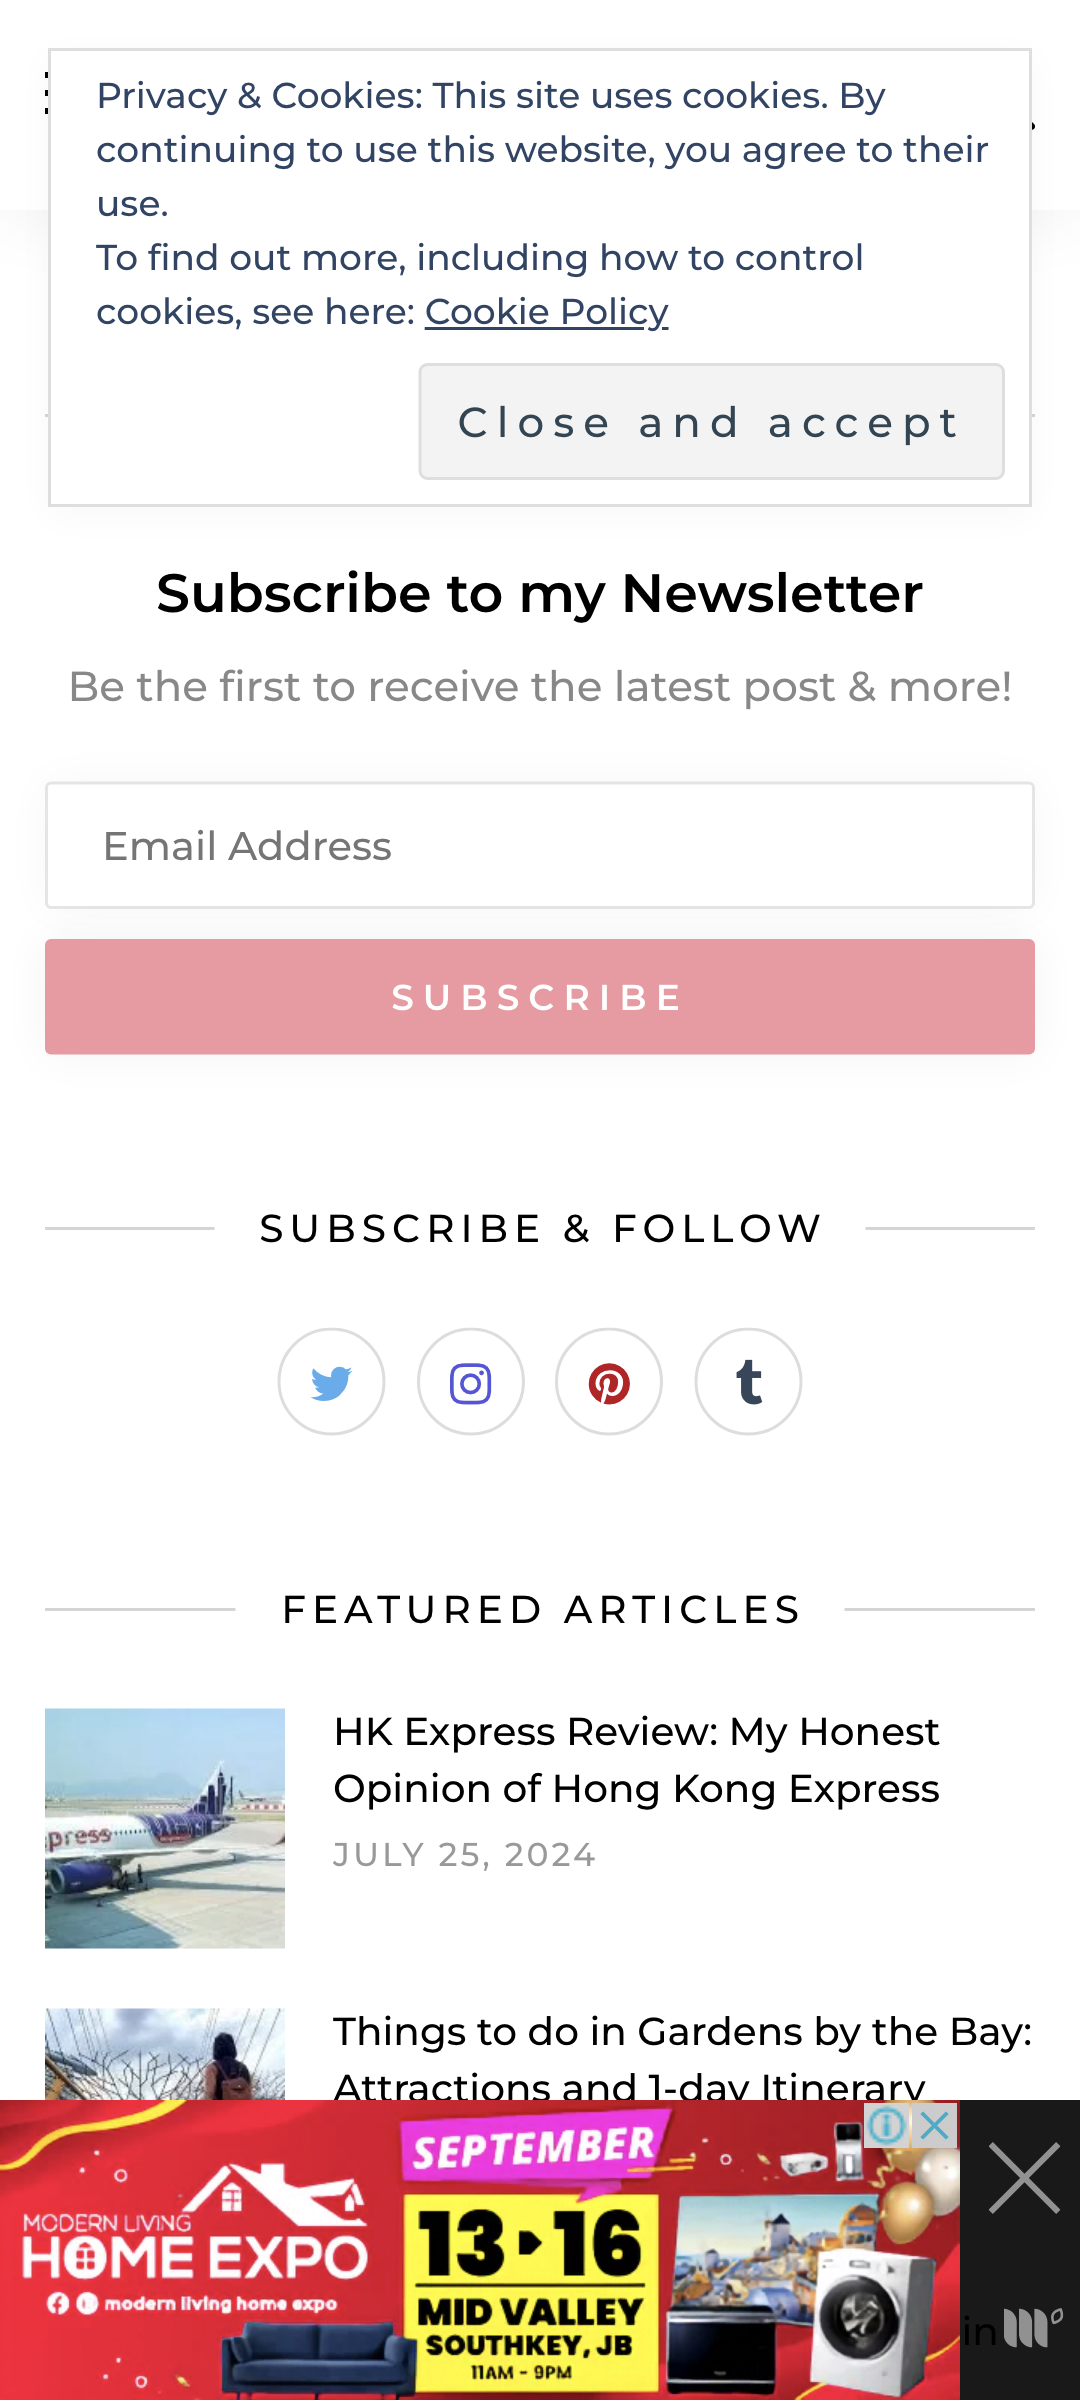 Privacy & Cookies: This site uses cookies. By
continuing to use this website, you agree to their
use.
To find out more, including how to control
cookies, see here: Cookie Policy
Close and accept
Subscribe to my Newsletter
Be the first to receive the latest post & more!
Email Address
SUBSCRIBE
SUBSCRIBE & FOLLOW
FEATURED ARTICLES
HK Express Review: My Honest
Opinion of Hong Kong Express
JULY 25, 2024
press
Things to do in Gardens by the Bay:
Attractions and 1-day Itinerary
MODERN LIVING
HOME EXPO
modern living home expo
SEPTEMBER
13 16
MID VALLEY
SOUTHKEY, JB
11AM - 9PM
in